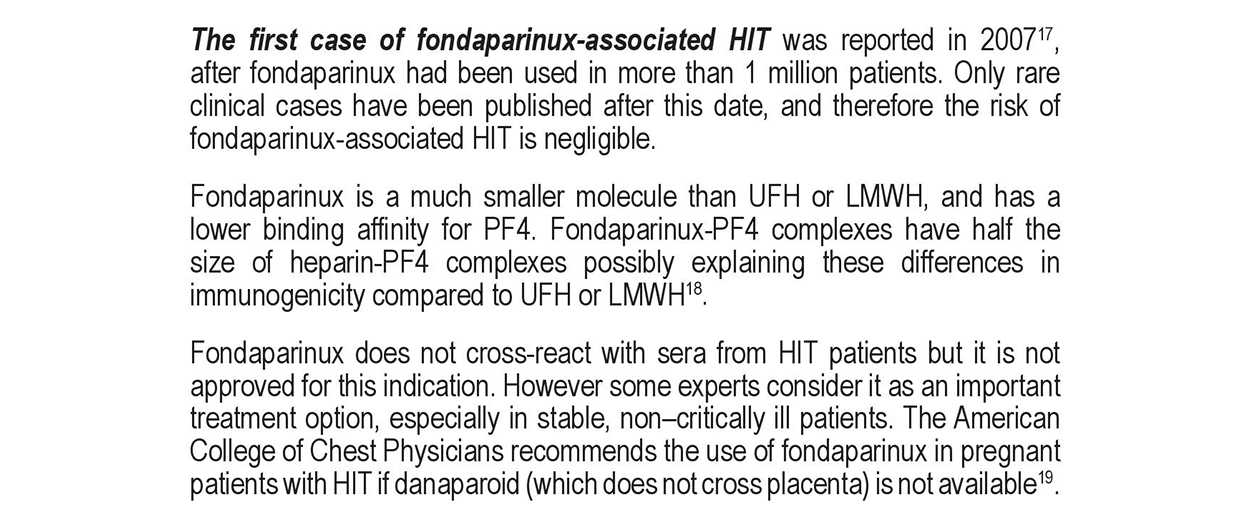 The first case of fondaparinux-associated HIT was reported in 2007¹⁷,
after fondaparinux had been used in more than 1 million patients. Only rare
clinical cases have been published after this date, and therefore the risk of
fondaparinux-associated HIT is negligible.
Fondaparinux is a much smaller molecule than UFH or LMWH, and has a
lower binding affinity for PF4. Fondaparinux-PF4 complexes have half the
size of heparin-PF4 complexes possibly explaining these differences in
immunogenicity compared to UFH or LMWH¹⁸.
Fondaparinux does not cross-react with sera from HIT patients but it is not
approved for this indication. However some experts consider it as an important
treatment option, especially in stable, non–critically ill patients. The American
College of Chest Physicians recommends the use of fondaparinux in pregnant
patients with HIT if danaparoid (which does not cross placenta) is not available¹⁹.